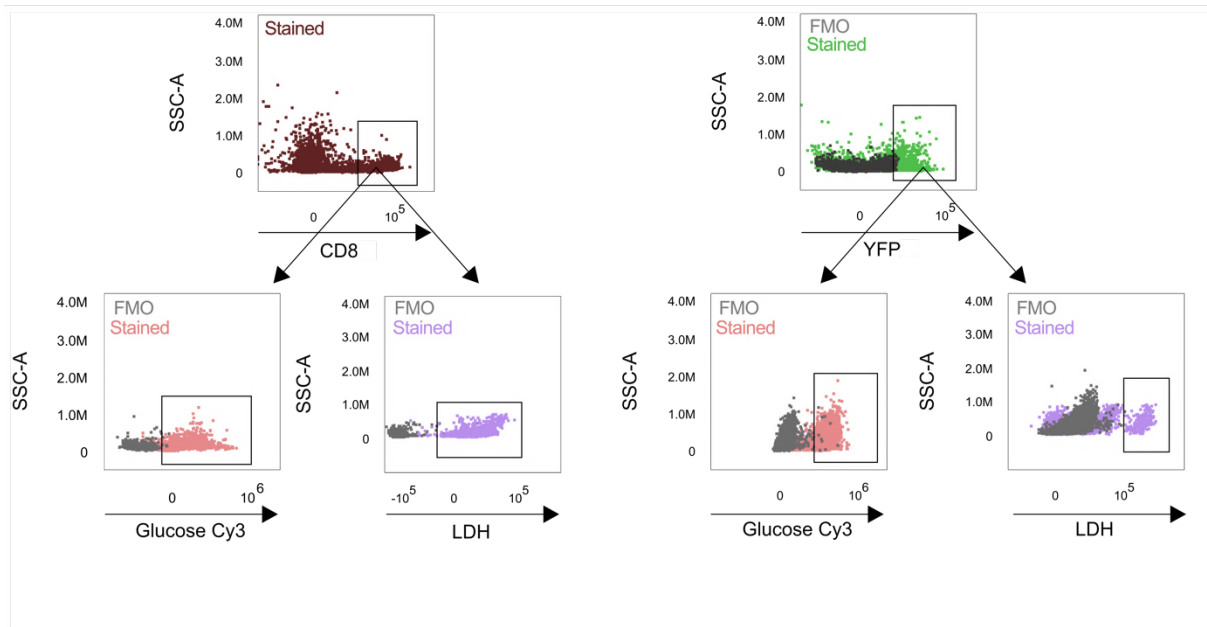 Stained
4.0M
3.0M
2.0M
1.0M
0
SSC-A
0
10^5
CD8
FMO
Stained
4.0M
3.0M
2.0M
1.0M
0
SSC-A
0
10^5
YFP
FMO
Stained
4.0M
3.0M
2.0M
1.0M
0
SSC-A
0
10^6
Glucose Cy3
FMO
Stained
4.0M
3.0M
2.0M
1.0M
0
SSC-A
-10^5
0
10^5
LDH
FMO
Stained
4.0M
3.0M
2.0M
1.0M
0
SSC-A
0
10^6
Glucose Cy3
FMO
Stained
4.0M
3.0M
2.0M
1.0M
0
SSC-A
0
10^5
LDH